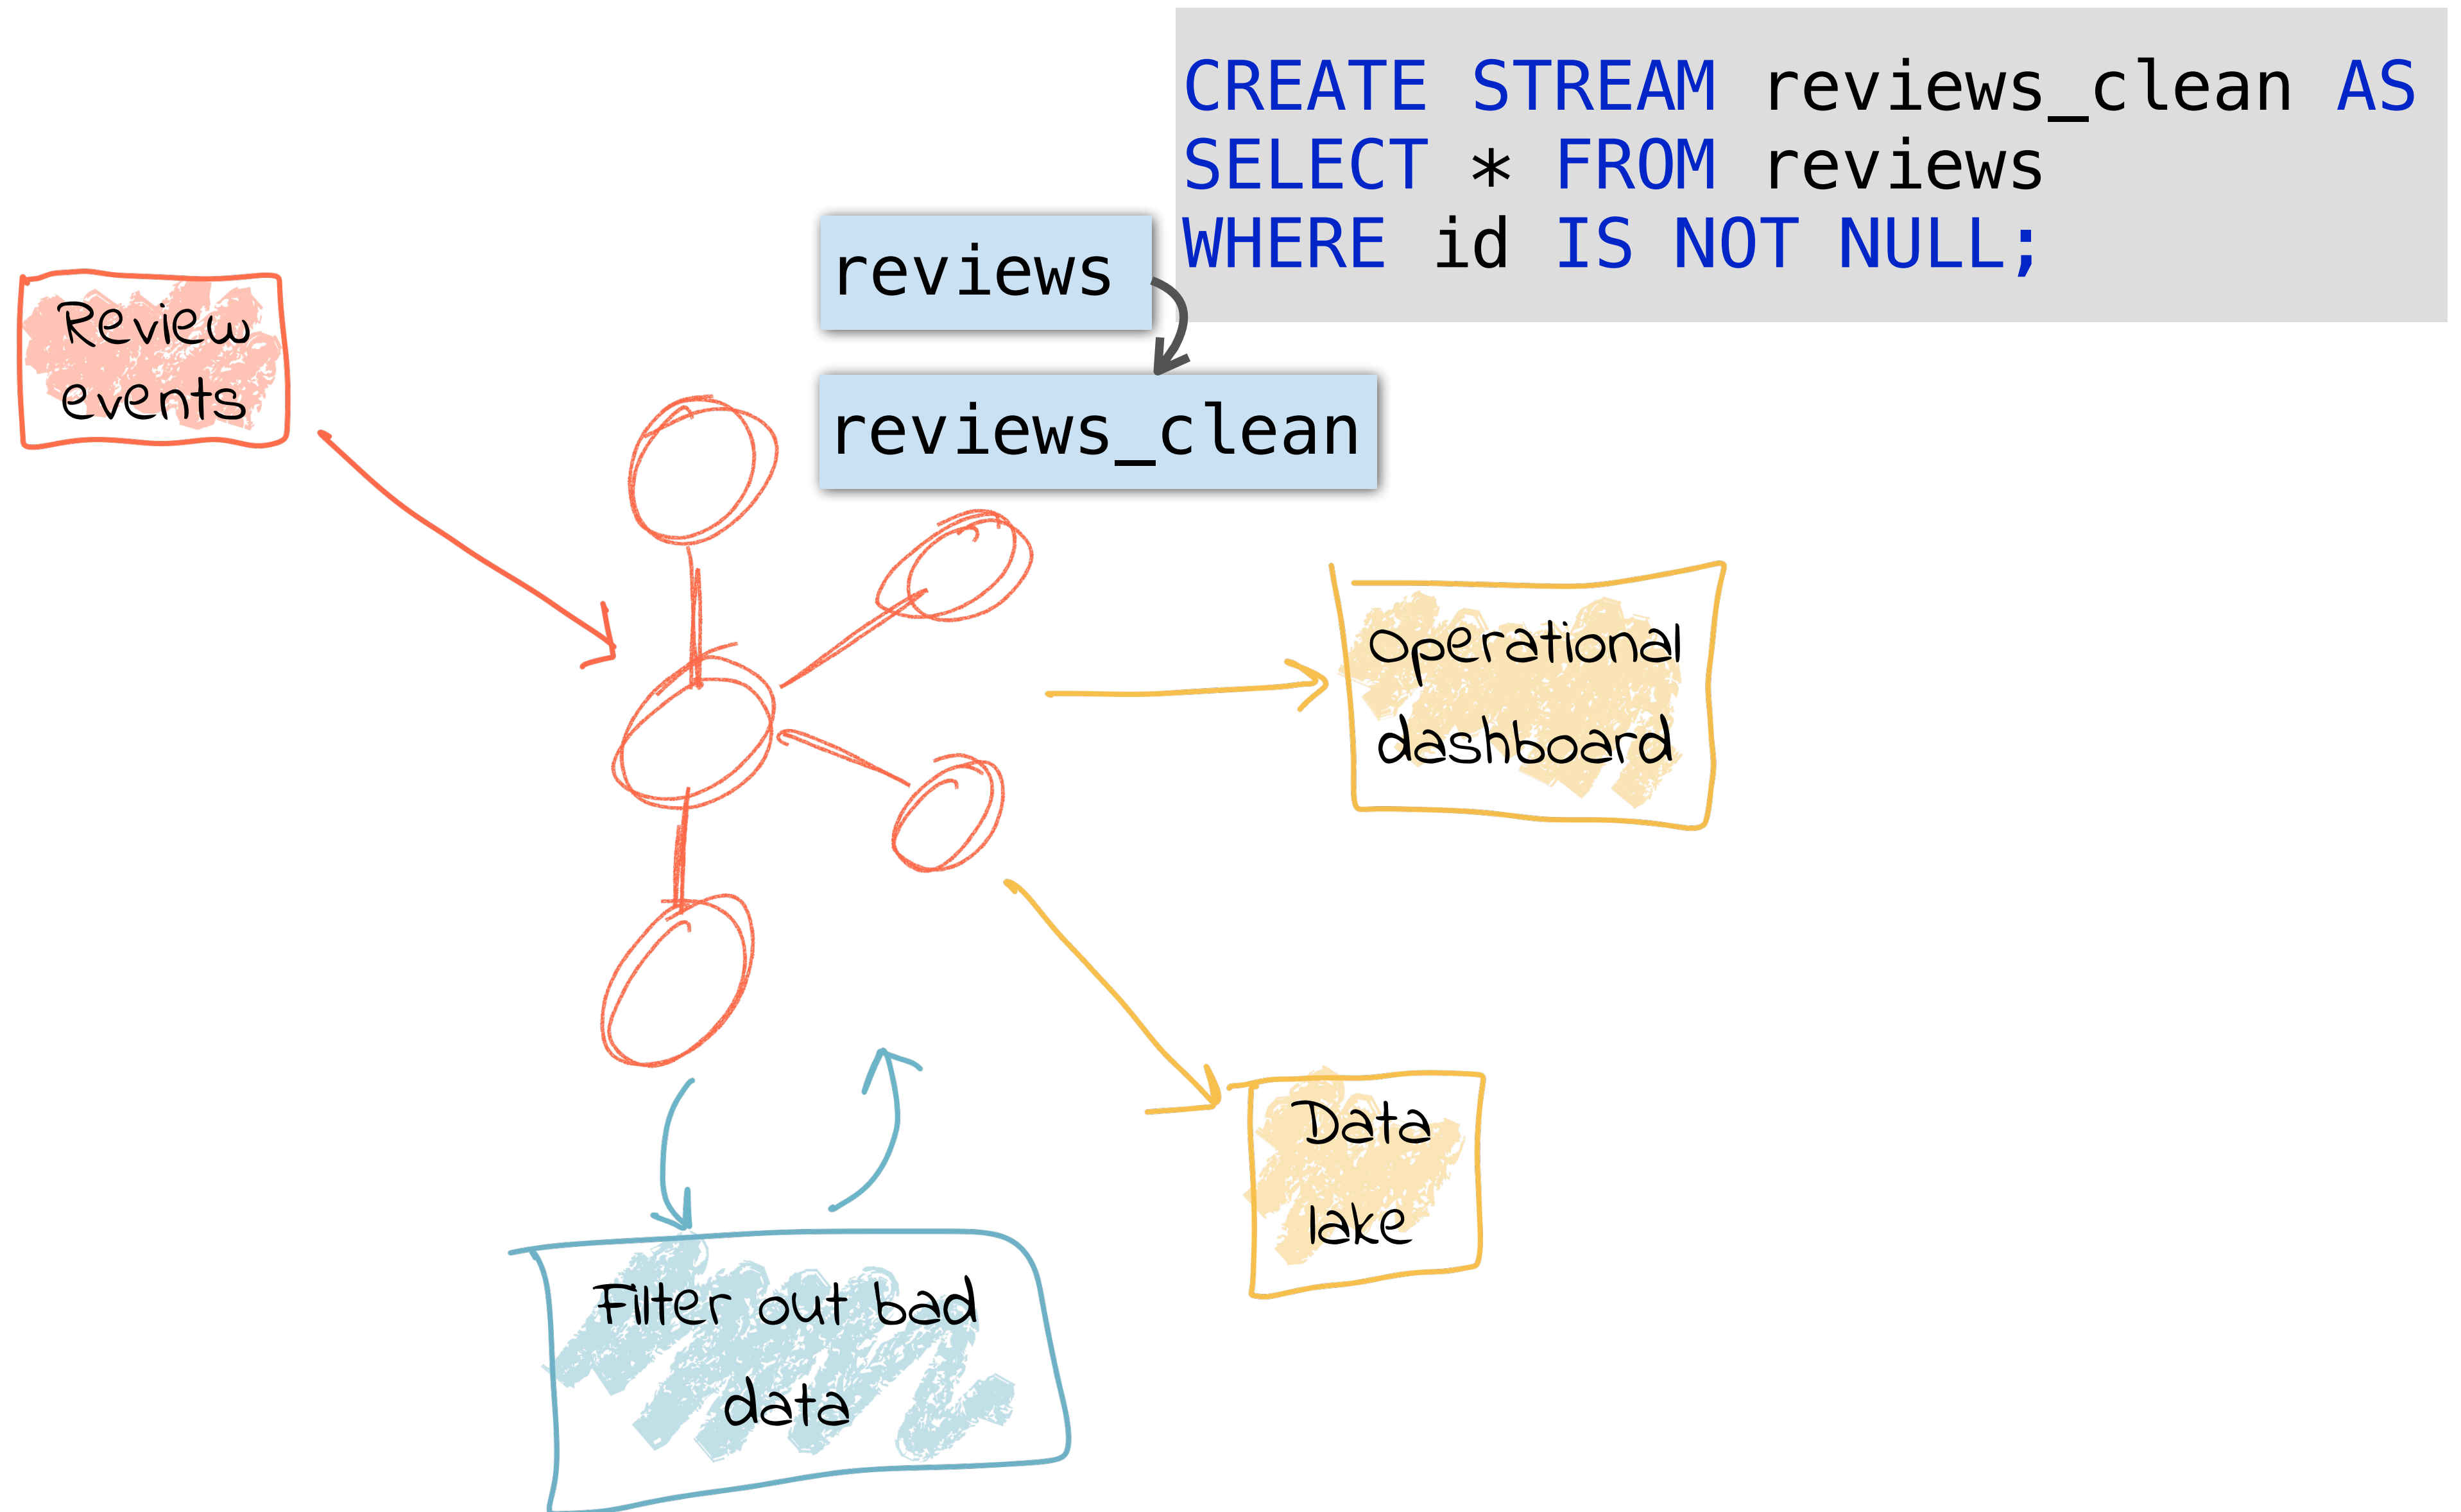 CREATE STREAM reviews_clean AS
SELECT * FROM reviews
WHERE id IS NOT NULL;
reviews
reviews_clean
Review
events
Operational
dashboard
Data
lake
Filter out bad
data